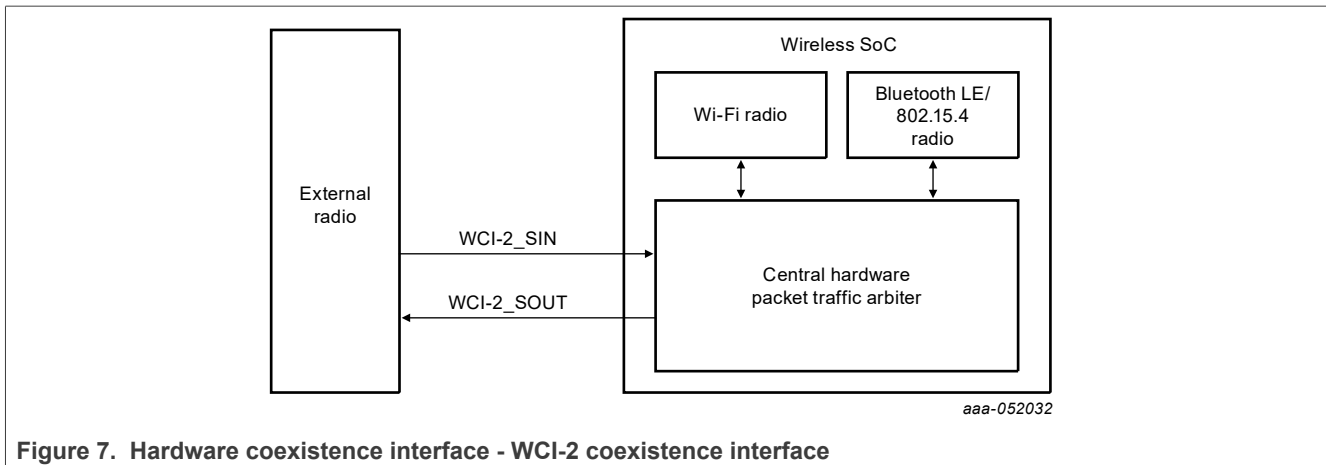 Wireless SoC
Wi-Fi radio
Bluetooth LE/
802.15.4
radio
External
radio
WCI-2_SIN
WCI-2_SOUT
Central hardware
packet traffic arbiter
aaa-052032
Figure 7. Hardware coexistence interface - WCI-2 coexistence interface